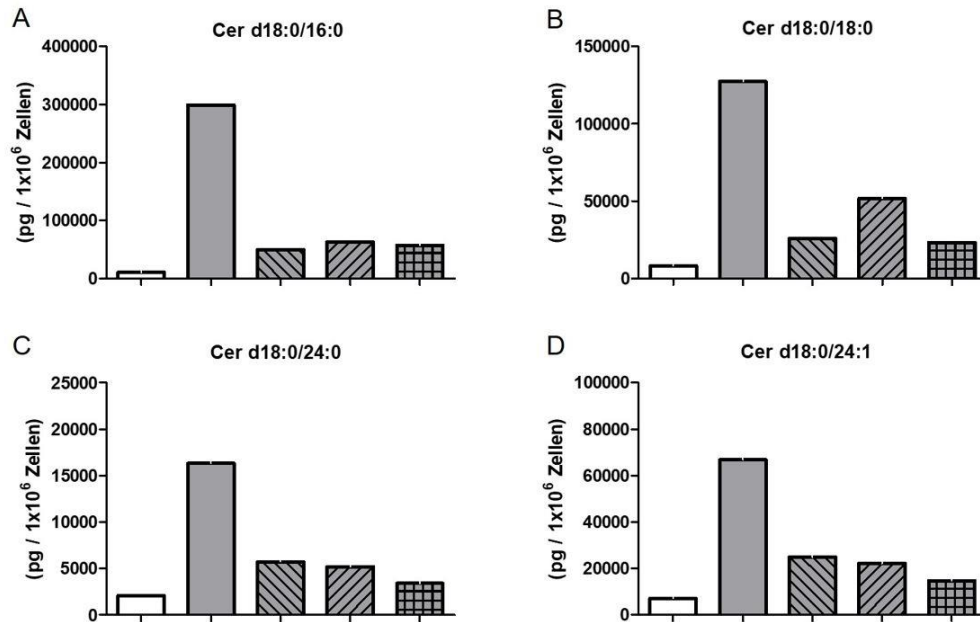 A
Cer d18:0/16:0
(pg / 1x10⁶ Zellen)
400000
300000
200000
100000
0
B
Cer d18:0/18:0
(pg / 1x10⁶ Zellen)
150000
100000
50000
0
C
Cer d18:0/24:0
(pg / 1x10⁶ Zellen)
25000
20000
15000
10000
5000
0
D
Cer d18:0/24:1
(pg / 1x10⁶ Zellen)
100000
80000
60000
40000
20000
0